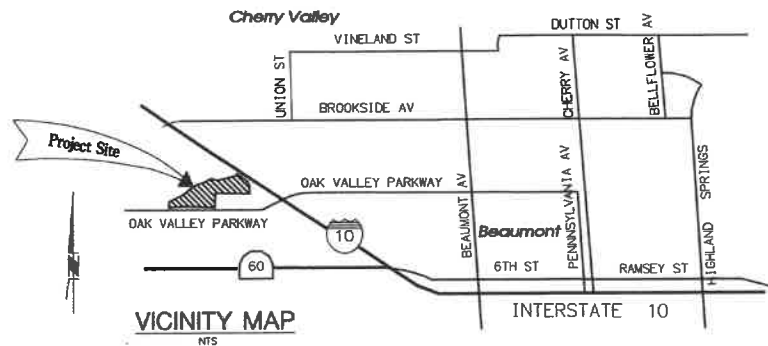 Cherry Valley
DUTTON ST
VINELAND ST
UNION ST
CHERRY AV
BELLFLOWER AV
BROOKSIDE AV
Project Site
OAK VALLEY PARKWAY
OAK VALLEY PARKWAY
BEAUMONT AV
PENNNSYLVANIA AV
HIGHLAND SPRINGS
10
Beaumont
60
6TH ST
RAMSEY ST
INTERSTATE 10
VICINITY MAP
NTS